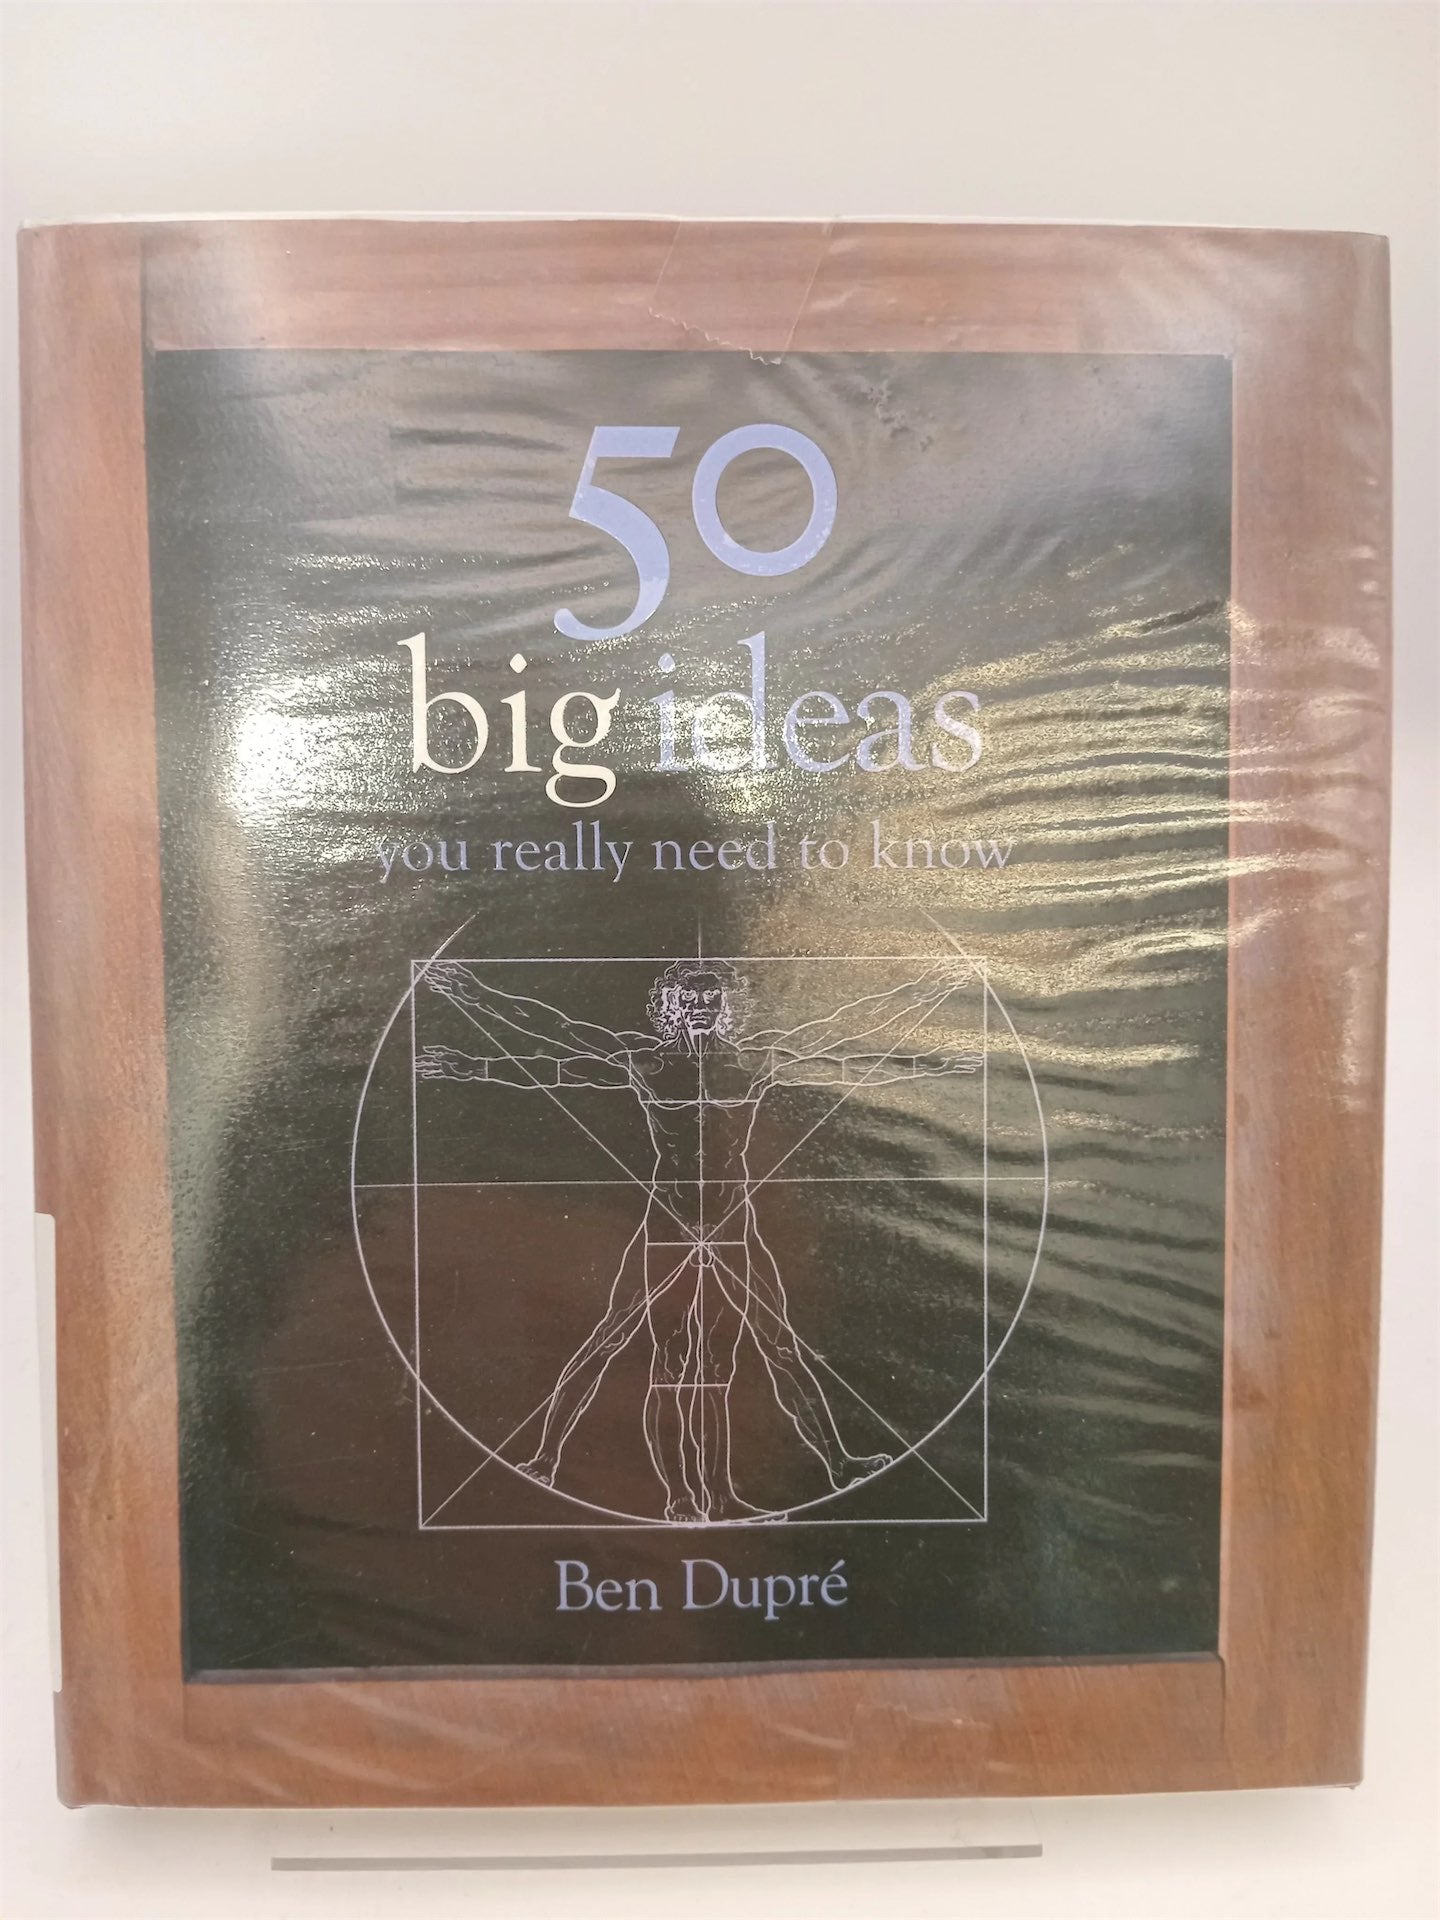 50
big ideas
you really need to know
Ben Dupré